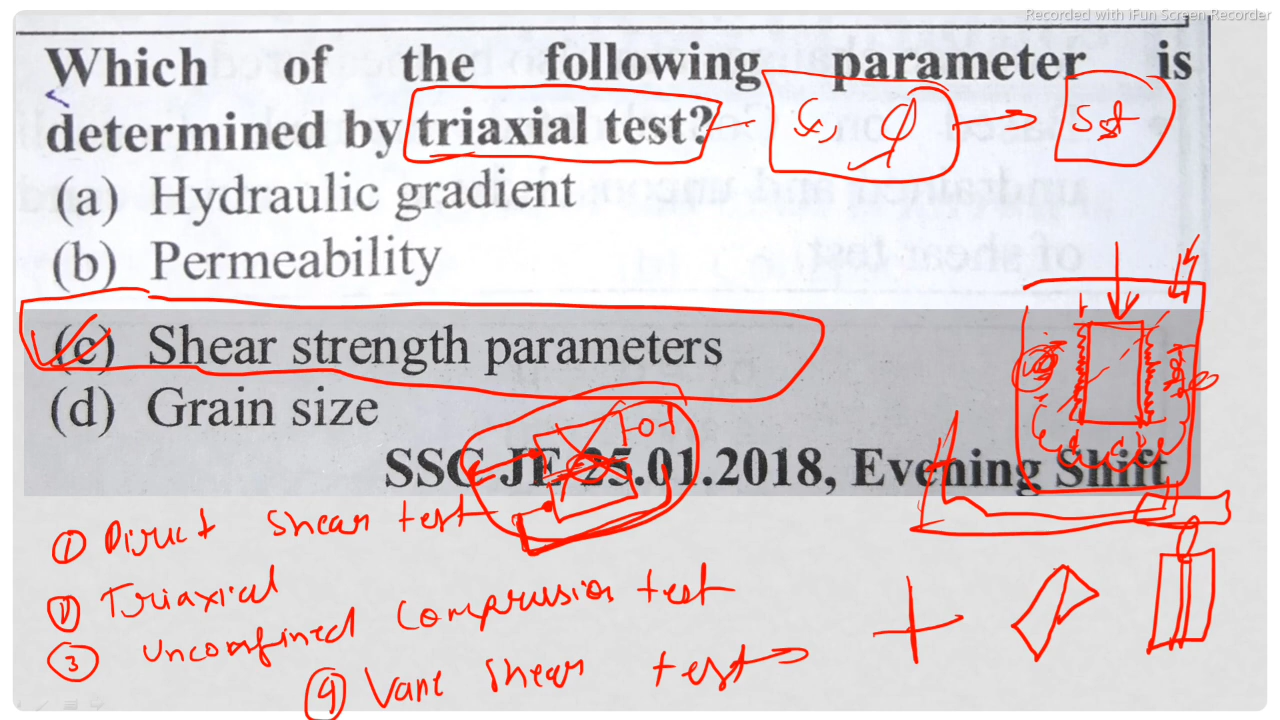 Recorded with iFun Screen Recorder
Which of the following parameter is
determined by triaxial test?
(a) Hydraulic gradient
(b) Permeability
(c) Shear strength parameters
(d) Grain size
SSC JE 25.01.2018, Evening Shift
① Direct shear test
Triaxial
③ unconfined compression test
④ Vane shear test